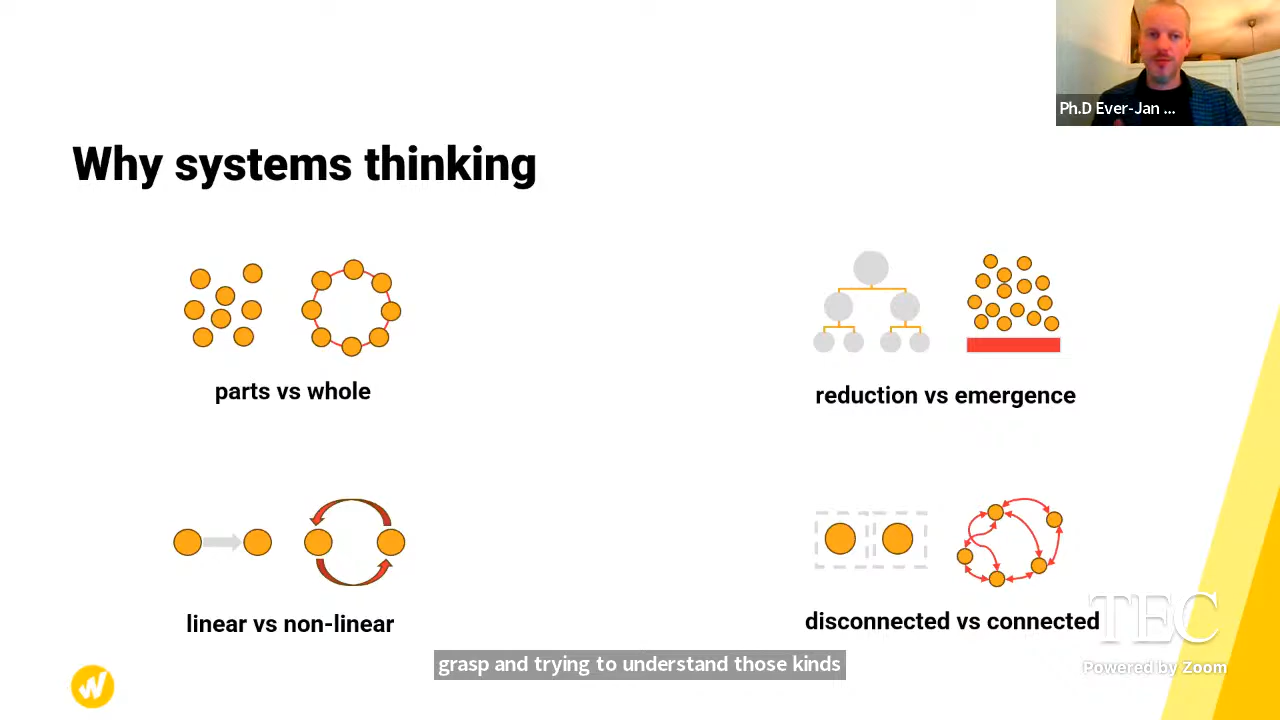 Ph.D Ever-Jan ...
Why systems thinking
parts vs whole
reduction vs emergence
linear vs non-linear
disconnected vs connected
TEC
grasp and trying to understand those kinds
Powered by Zoom
W